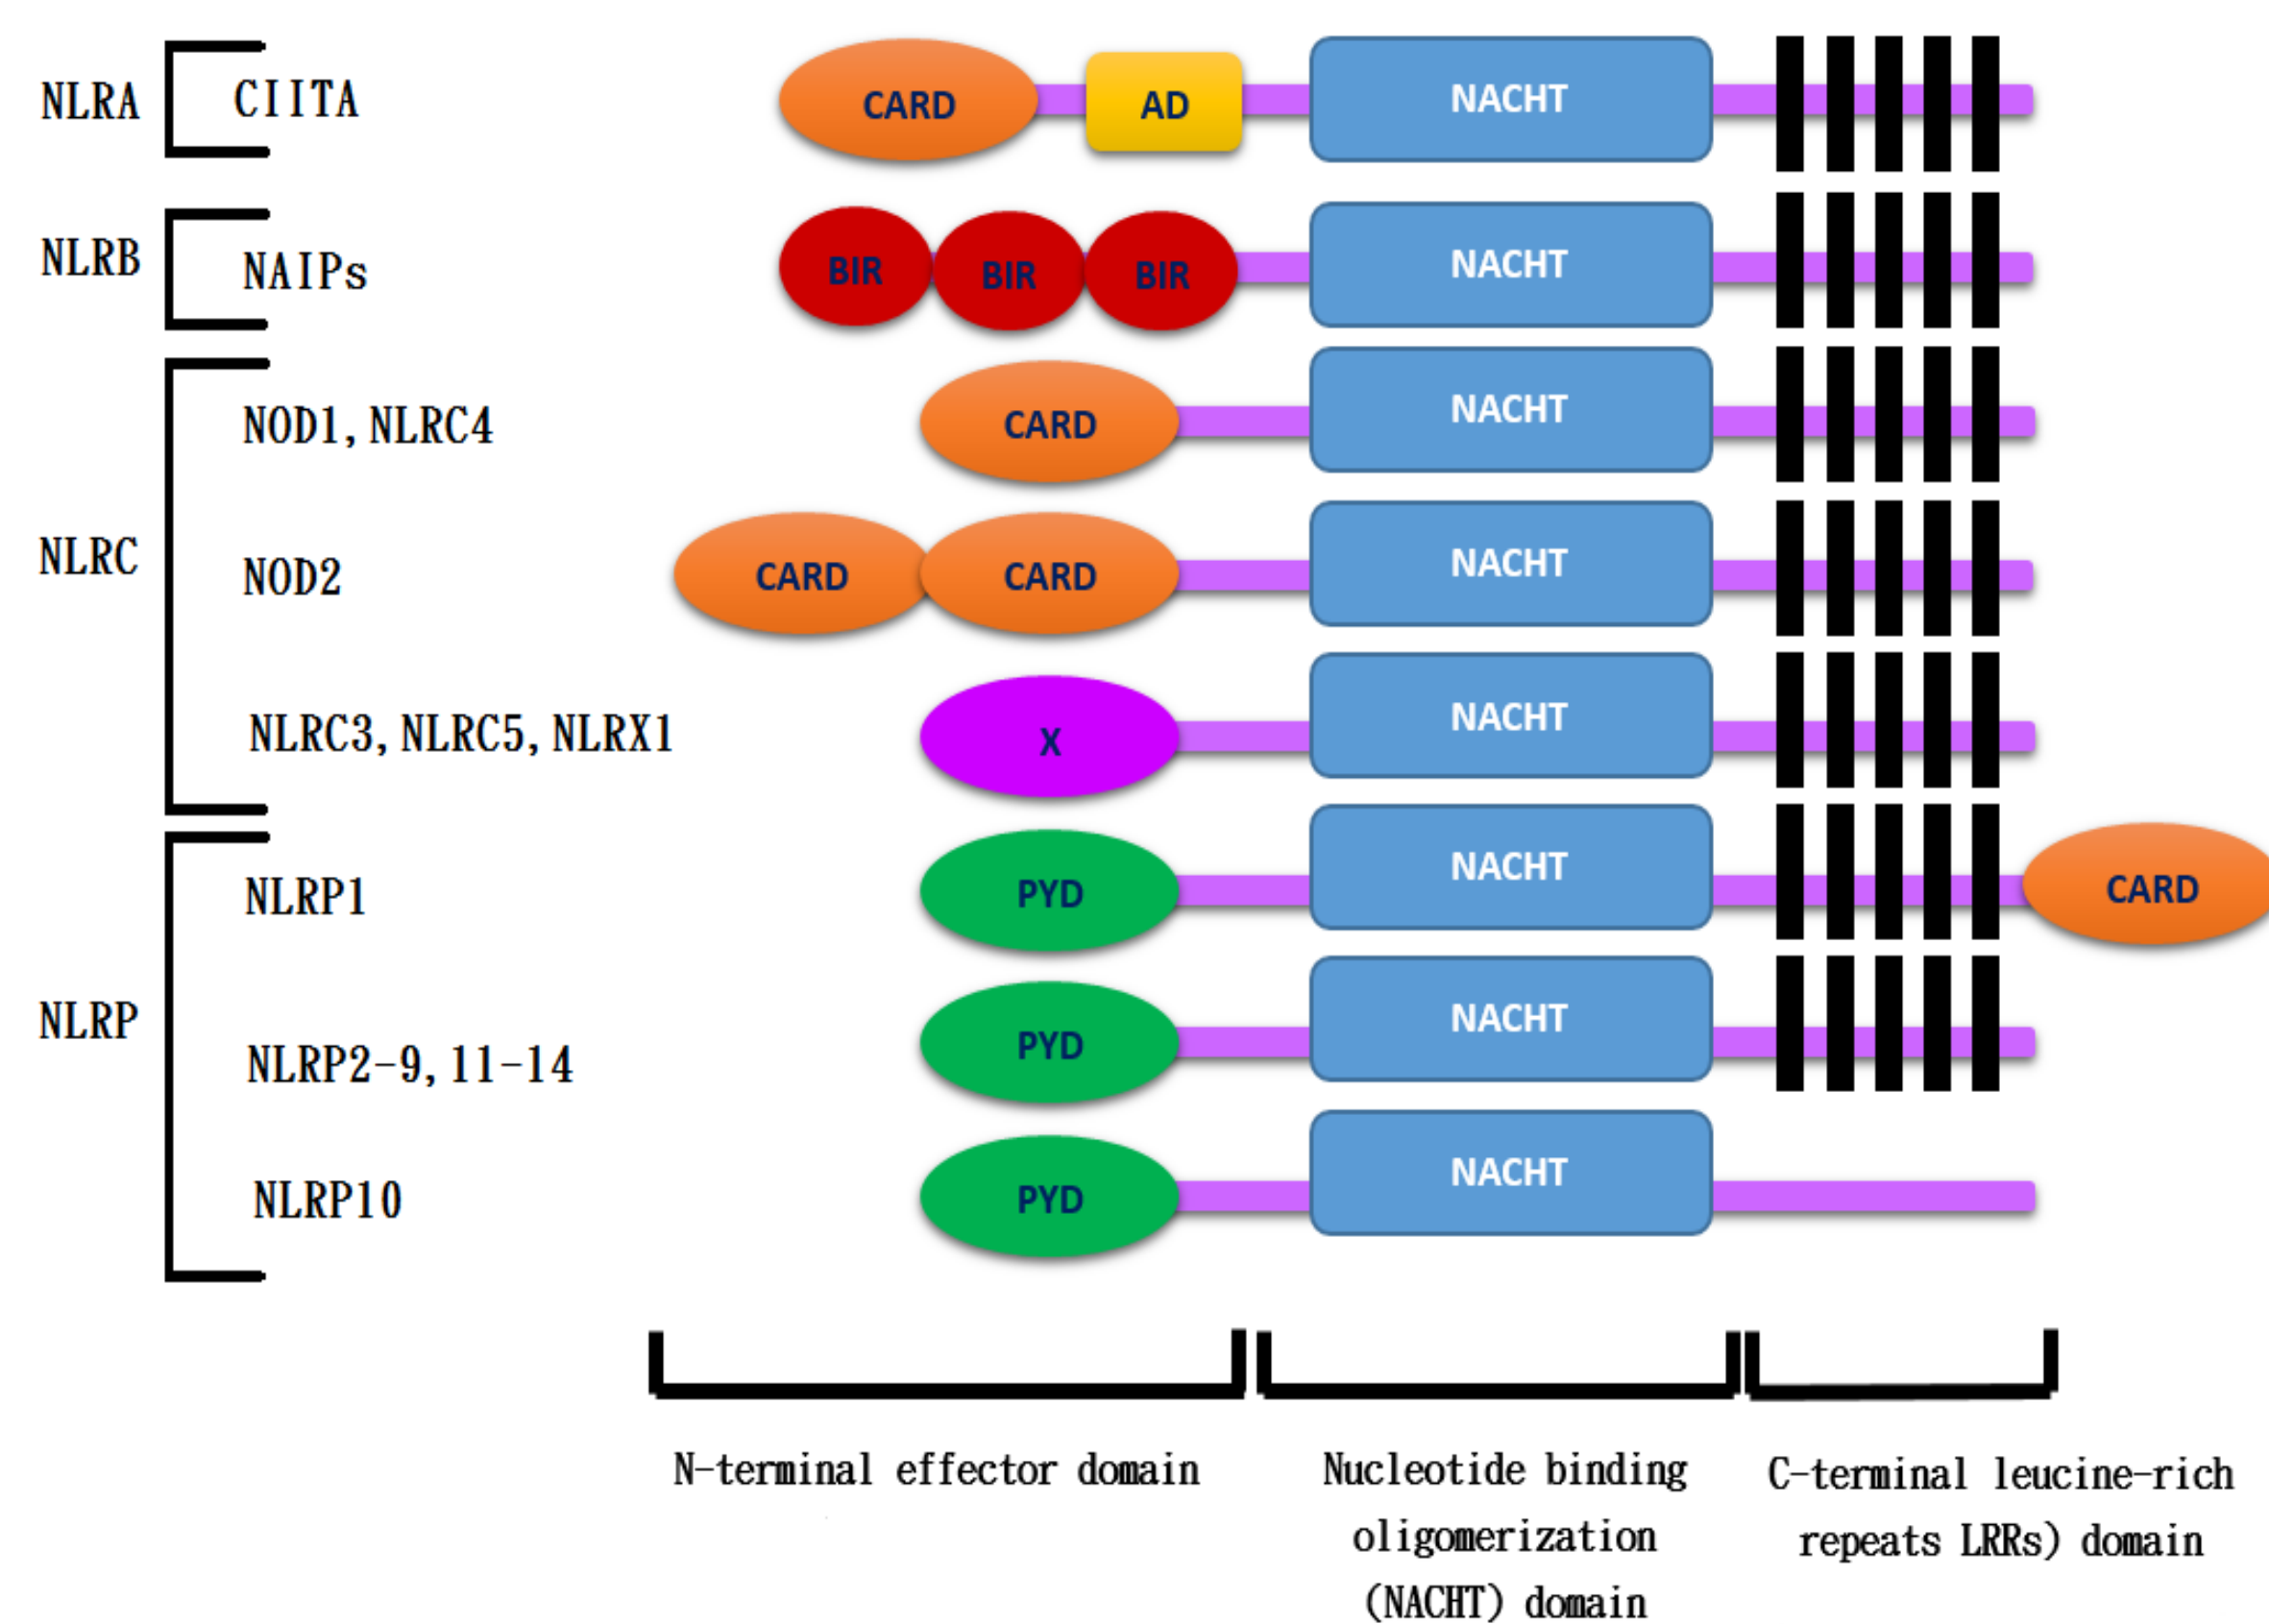 NLRA
CIITA
CARD
AD
NACHT
NLRB
NAIPs
BIR
BIR
BIR
NACHT
NLRC
NOD1, NLRC4
CARD
NACHT
NOD2
CARD
CARD
NACHT
NLRC3, NLRC5, NLRX1
X
NACHT
NLRP
NLRP1
PYD
NACHT
CARD
NLRP2-9, 11-14
PYD
NACHT
NLRP10
PYD
NACHT
N-terminal effector domain
Nucleotide binding
oligomerization
(NACHT) domain
C-terminal leucine-rich
repeats LRRs) domain